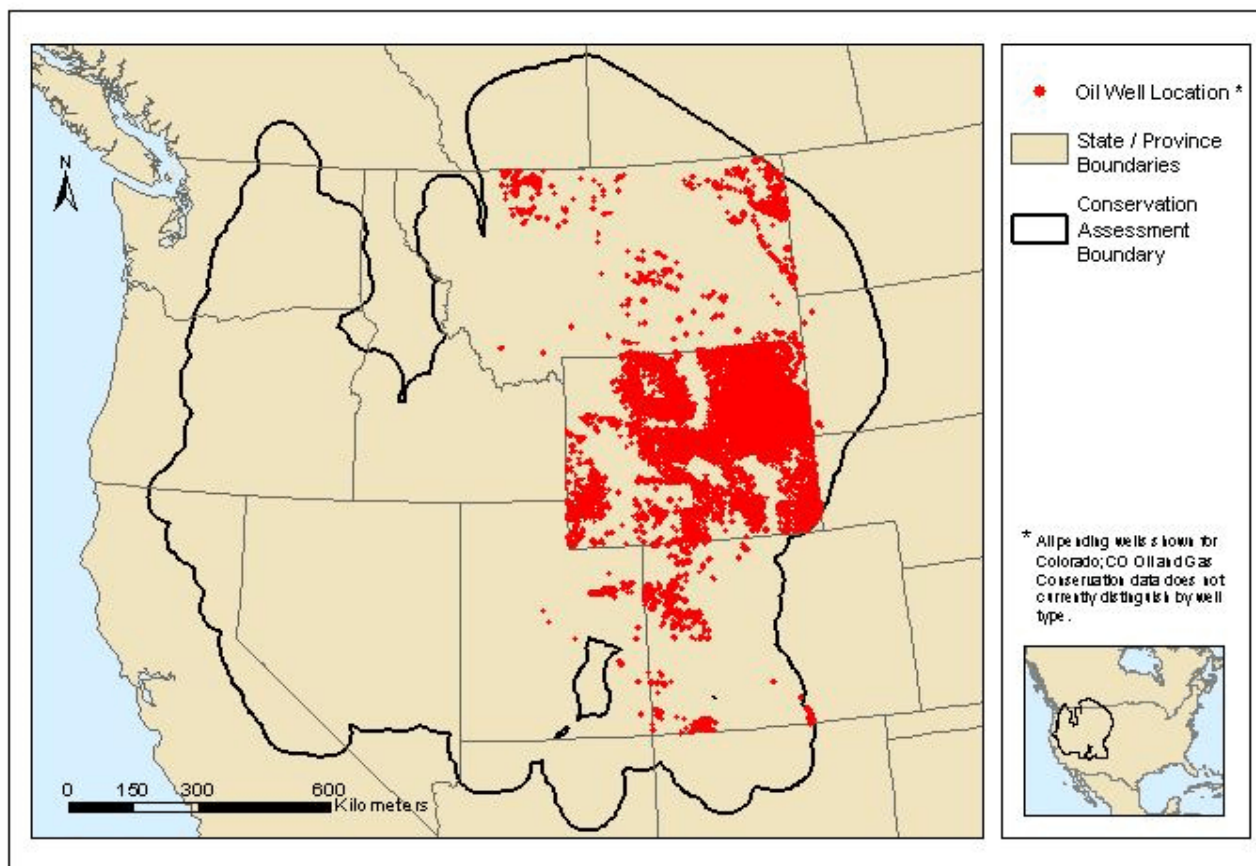 Oil Well Location *
State / Province
Boundaries
Conservation
Assessment
Boundary
N
0 150 300 600
Kilometers
* All pending wells shown for
Colorado; CO Oil and Gas
Conservation data does not
currently distinguish by well
type.